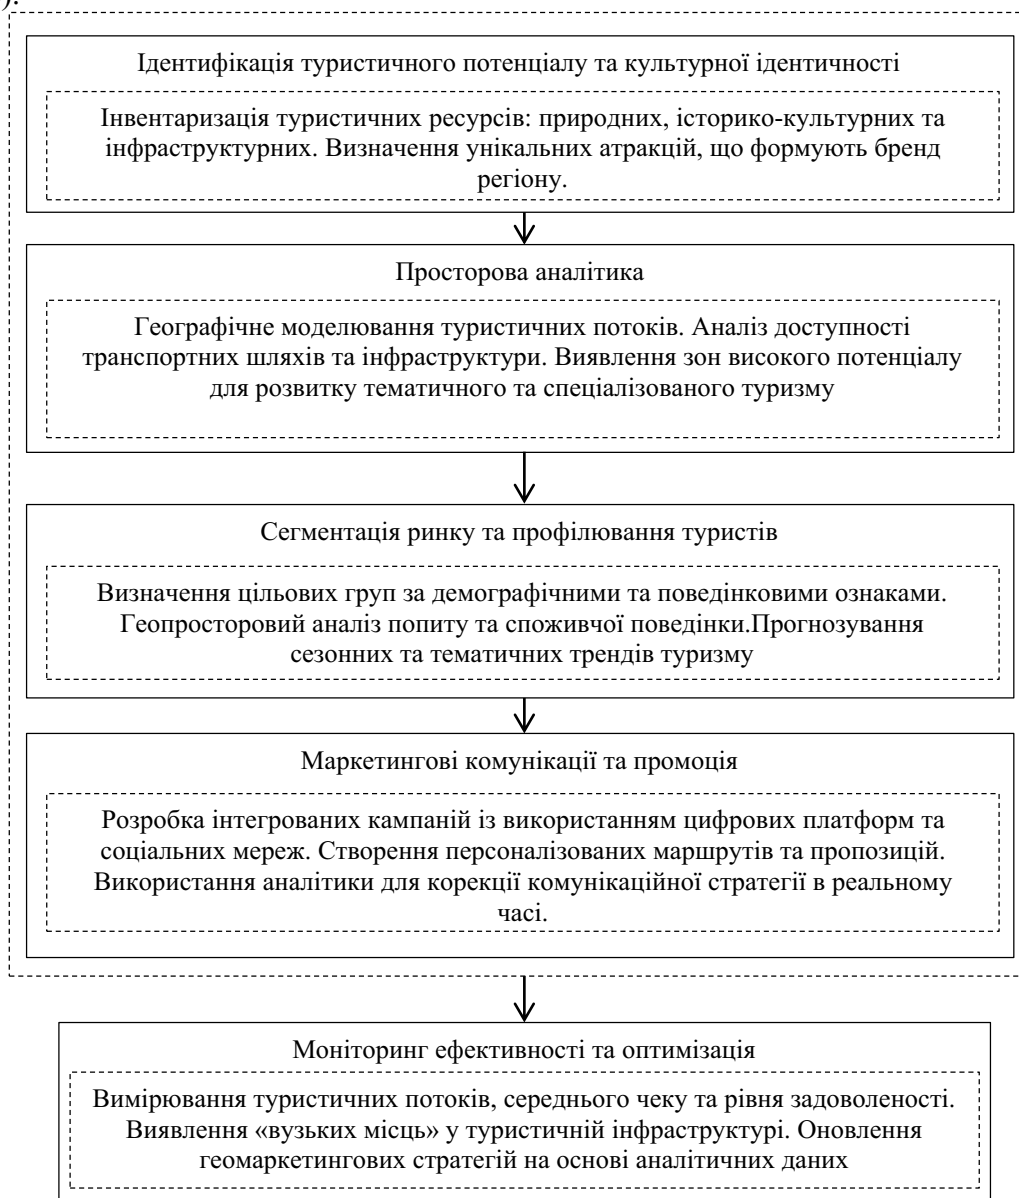 ).
Ідентифікація туристичного потенціалу та культурної ідентичності
Інвентаризація туристичних ресурсів: природних, історико-культурних та
інфраструктурних. Визначення унікальних атракцій, що формують бренд
регіону.
Просторова аналітика
Географічне моделювання туристичних потоків. Аналіз доступності
транспортних шляхів та інфраструктури. Виявлення зон високого потенціалу
для розвитку тематичного та спеціалізованого туризму
Сегментація ринку та профілювання туристів
Визначення цільових груп за демографічними та поведінковими ознаками.
Геопросторовий аналіз попиту та споживчої поведінки.Прогнозування
сезонних та тематичних трендів туризму
Маркетингові комунікації та промоція
Розробка інтегрованих кампаній із використанням цифрових платформ та
соціальних мереж. Створення персоналізованих маршрутів та пропозицій.
Використання аналітики для корекції комунікаційної стратегії в реальному
часі.
Моніторинг ефективності та оптимізація
Вимірювання туристичних потоків, середнього чеку та рівня задоволеності.
Виявлення «вузьких місць» у туристичній інфраструктурі. Оновлення
геомаркетингових стратегій на основі аналітичних даних